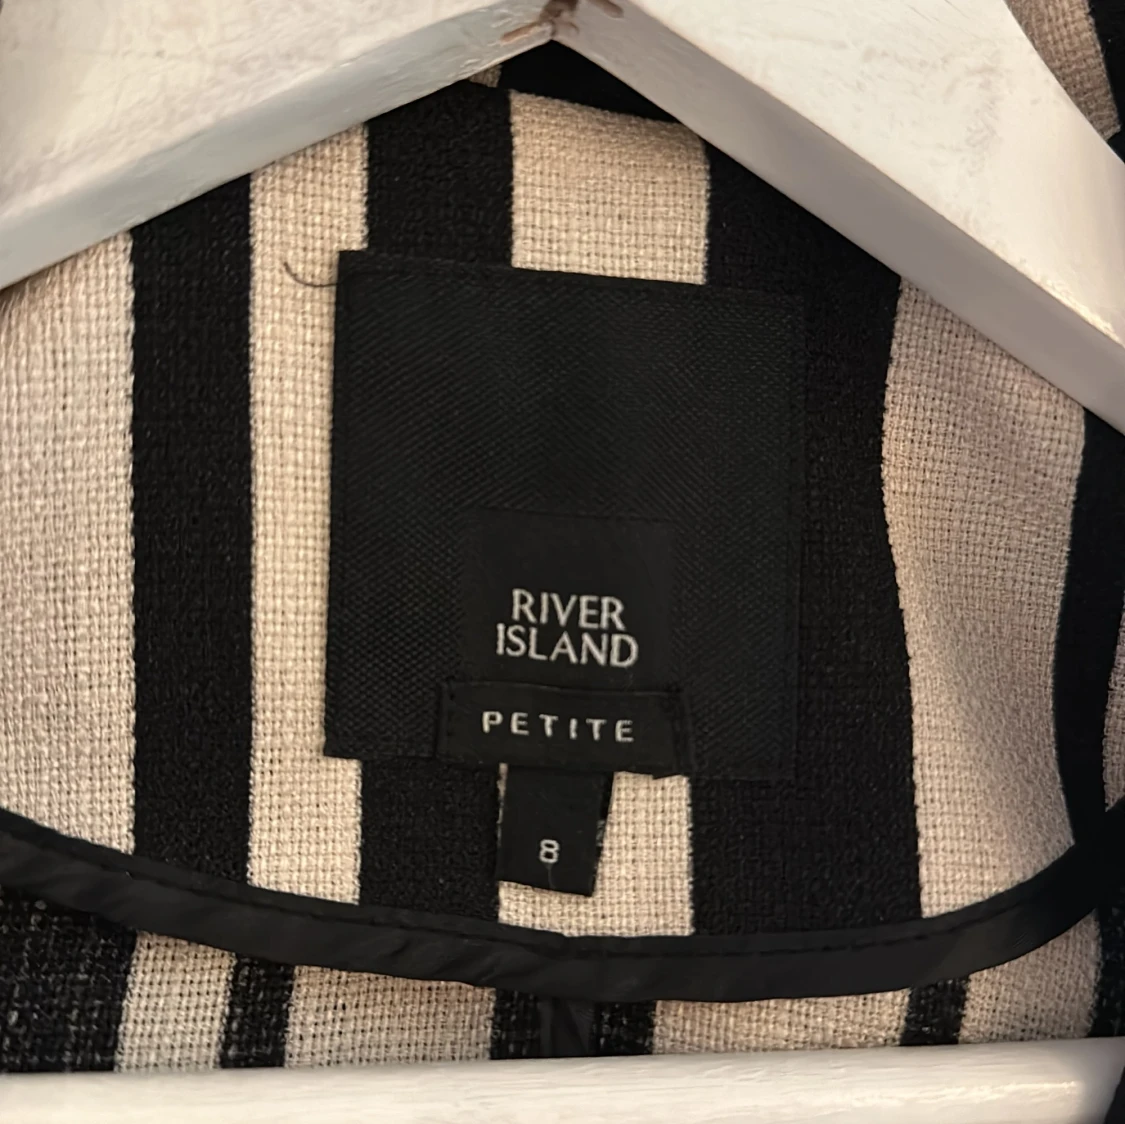 RIVER
ISLAND
PETITE
8